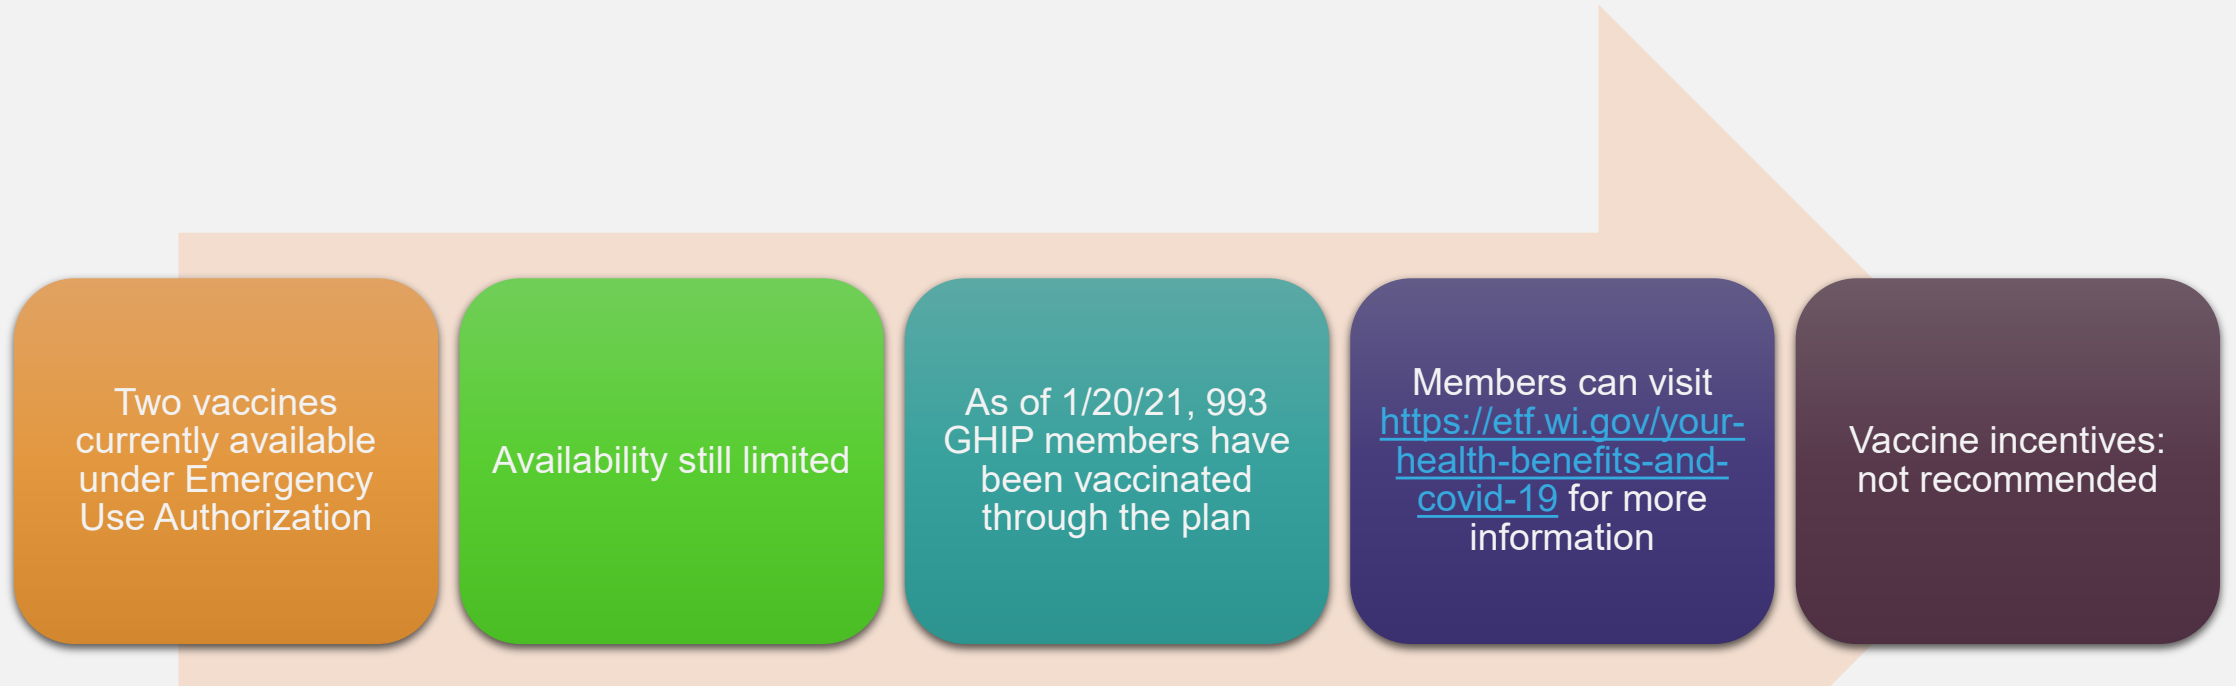 Two vaccines
currently available
under Emergency
Use Authorization
Availability still limited
As of 1/20/21, 993
GHIP members have
been vaccinated
through the plan
Members can visit
https://etf.wi.gov/your-
health-benefits-and-
covid-19 for more
information
Vaccine incentives:
not recommended